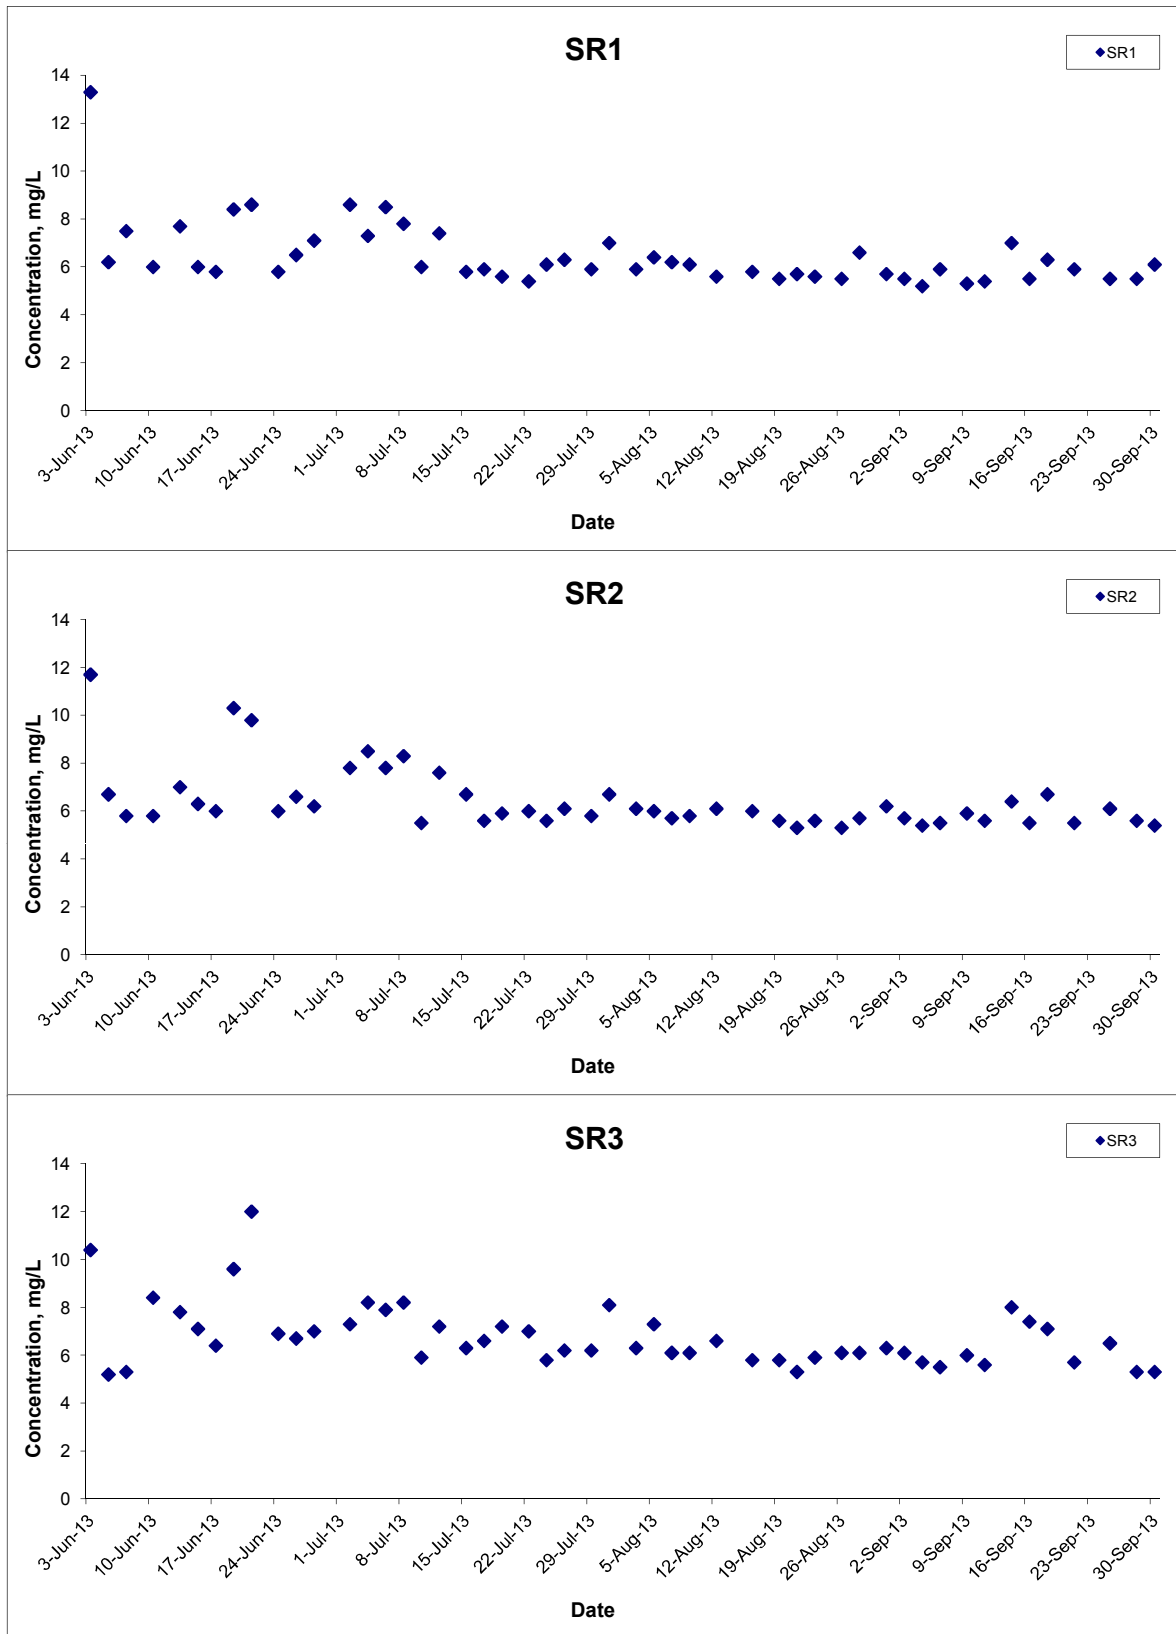 SR1
SR1
Concentration, mg/L
14
12
10
8
6
4
2
0
3-Jun-13
10-Jun-13
17-Jun-13
24-Jun-13
1-Jul-13
8-Jul-13
15-Jul-13
22-Jul-13
29-Jul-13
5-Aug-13
12-Aug-13
19-Aug-13
26-Aug-13
2-Sep-13
9-Sep-13
16-Sep-13
23-Sep-13
30-Sep-13
Date
SR2
SR2
Concentration, mg/L
14
12
10
8
6
4
2
0
3-Jun-13
10-Jun-13
17-Jun-13
24-Jun-13
1-Jul-13
8-Jul-13
15-Jul-13
22-Jul-13
29-Jul-13
5-Aug-13
12-Aug-13
19-Aug-13
26-Aug-13
2-Sep-13
9-Sep-13
16-Sep-13
23-Sep-13
30-Sep-13
Date
SR3
SR3
Concentration, mg/L
14
12
10
8
6
4
2
0
3-Jun-13
10-Jun-13
17-Jun-13
24-Jun-13
1-Jul-13
8-Jul-13
15-Jul-13
22-Jul-13
29-Jul-13
5-Aug-13
12-Aug-13
19-Aug-13
26-Aug-13
2-Sep-13
9-Sep-13
16-Sep-13
23-Sep-13
30-Sep-13
Date